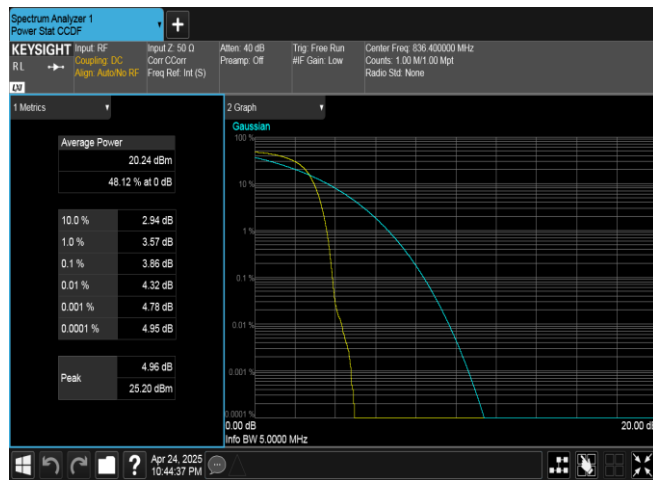 Spectrum Analyzer 1
Power Stat CCDF
+
KEYSIGHT
Input: RF
Coupling: DC
Align: Auto/No RF
Input Z: 50 Ω
Corr CCorr
Freq Ref: Int (S)
Atten: 40 dB
Preamp: Off
Trig: Free Run
#IF Gain: Low
Center Freq: 836.400000 MHz
Counts: 1.00 M/1.00 Mpt
Radio Std: None
R L
LXI
1 Metrics
Average Power
20.24 dBm
48.12 % at 0 dB
10.0 % 2.94 dB
1.0 % 3.57 dB
0.1 % 3.86 dB
0.01 % 4.32 dB
0.001 % 4.78 dB
0.0001 % 4.95 dB
Peak
4.96 dB
25.20 dBm
2 Graph
Gaussian
100 %
10 %
1 %
0.1 %
0.01 %
0.001 %
0.0001 %
0.00 dB
20.00 dB
Info BW 5.0000 MHz
?
Apr 24, 2025
10:44:37 PM